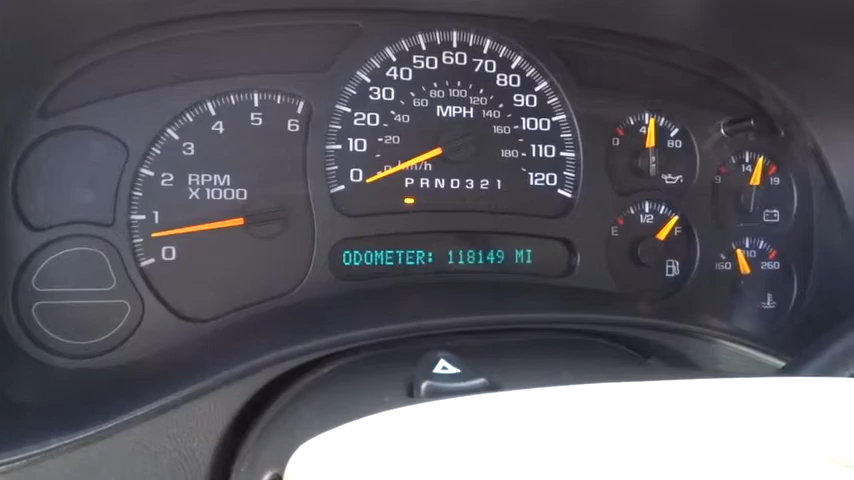 0 1 2 3 4 5 6
RPM
X1000
0 10 20 30 40 50 60 70 80 90 100 110 120
MPH
20 40 60 80 100 120 140 160 180
km/h
PRND321
ODOMETER: 118149 MI
0 80
9 14 19
E 1/2 F
160 210 260